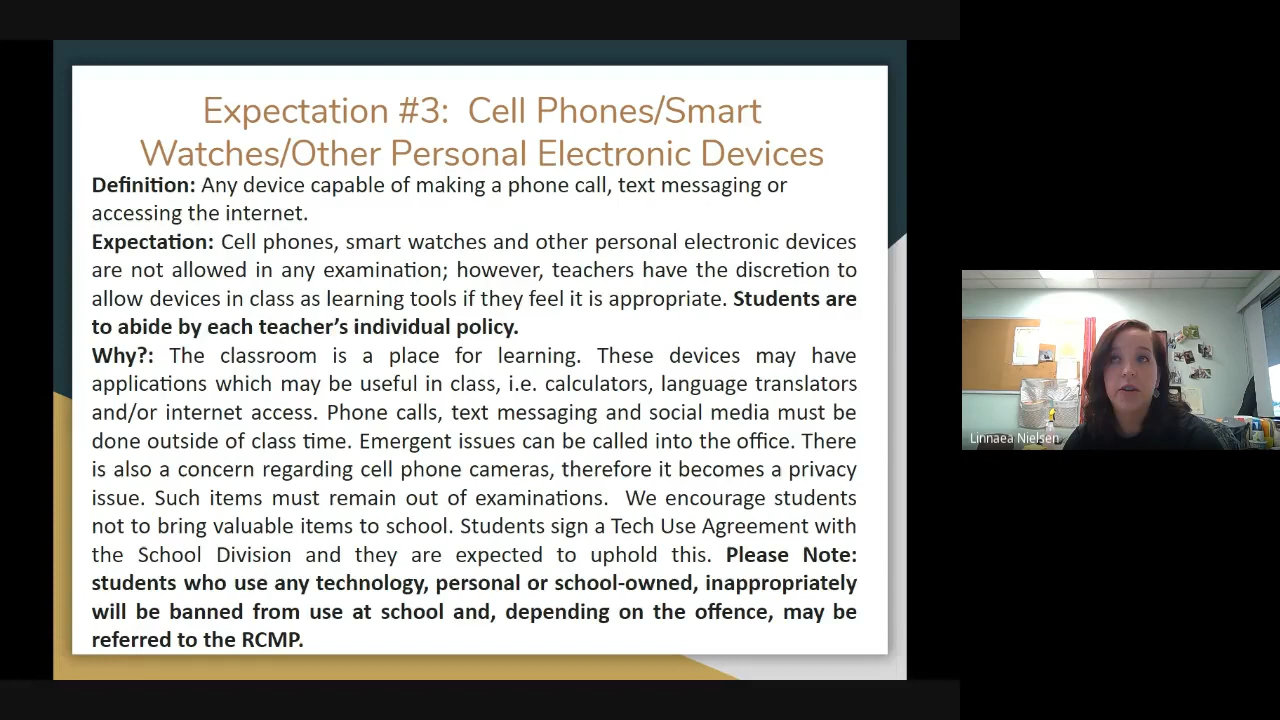 Expectation #3:  Cell Phones/Smart
Watches/Other Personal Electronic Devices
Definition: Any device capable of making a phone call, text messaging or
accessing the internet.
Expectation: Cell phones, smart watches and other personal electronic devices
are not allowed in any examination; however, teachers have the discretion to
allow devices in class as learning tools if they feel it is appropriate. Students are
to abide by each teacher’s individual policy.
Why?: The classroom is a place for learning. These devices may have
applications which may be useful in class, i.e. calculators, language translators
and/or internet access. Phone calls, text messaging and social media must be
done outside of class time. Emergent issues can be called into the office. There
is also a concern regarding cell phone cameras, therefore it becomes a privacy
issue. Such items must remain out of examinations.  We encourage students
not to bring valuable items to school. Students sign a Tech Use Agreement with
the School Division and they are expected to uphold this. Please Note:
students who use any technology, personal or school-owned, inappropriately
will be banned from use at school and, depending on the offence, may be
referred to the RCMP.
Linnaea Nielsen